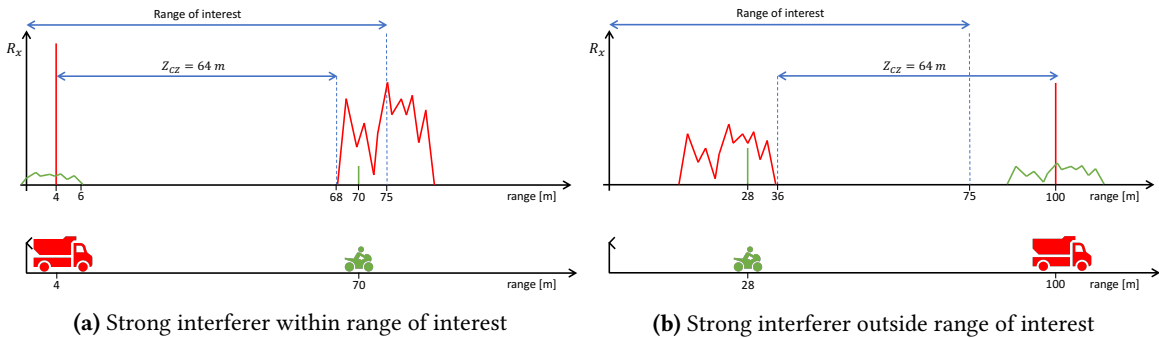 Range of interest
R_x
Z_CZ = 64 m
4 6 68 70 75 range [m]
4 70 range [m]
(a) Strong interferer within range of interest
Range of interest
R_x
Z_CZ = 64 m
28 36 75 100 range [m]
28 100 range [m]
(b) Strong interferer outside range of interest